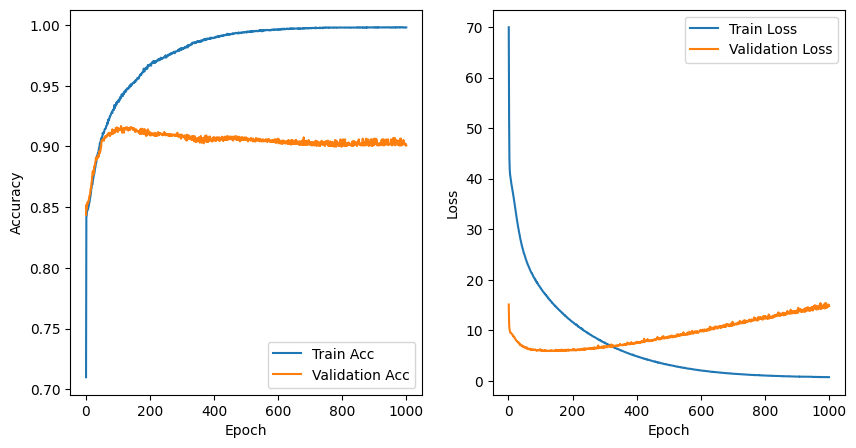 1.00
0.95
0.90
0.85
0.80
0.75
0.70
Accuracy
0 200 400 600 800 1000
Epoch
Train Acc
Validation Acc
70
60
50
40
30
20
10
0
Loss
0 200 400 600 800 1000
Epoch
Train Loss
Validation Loss